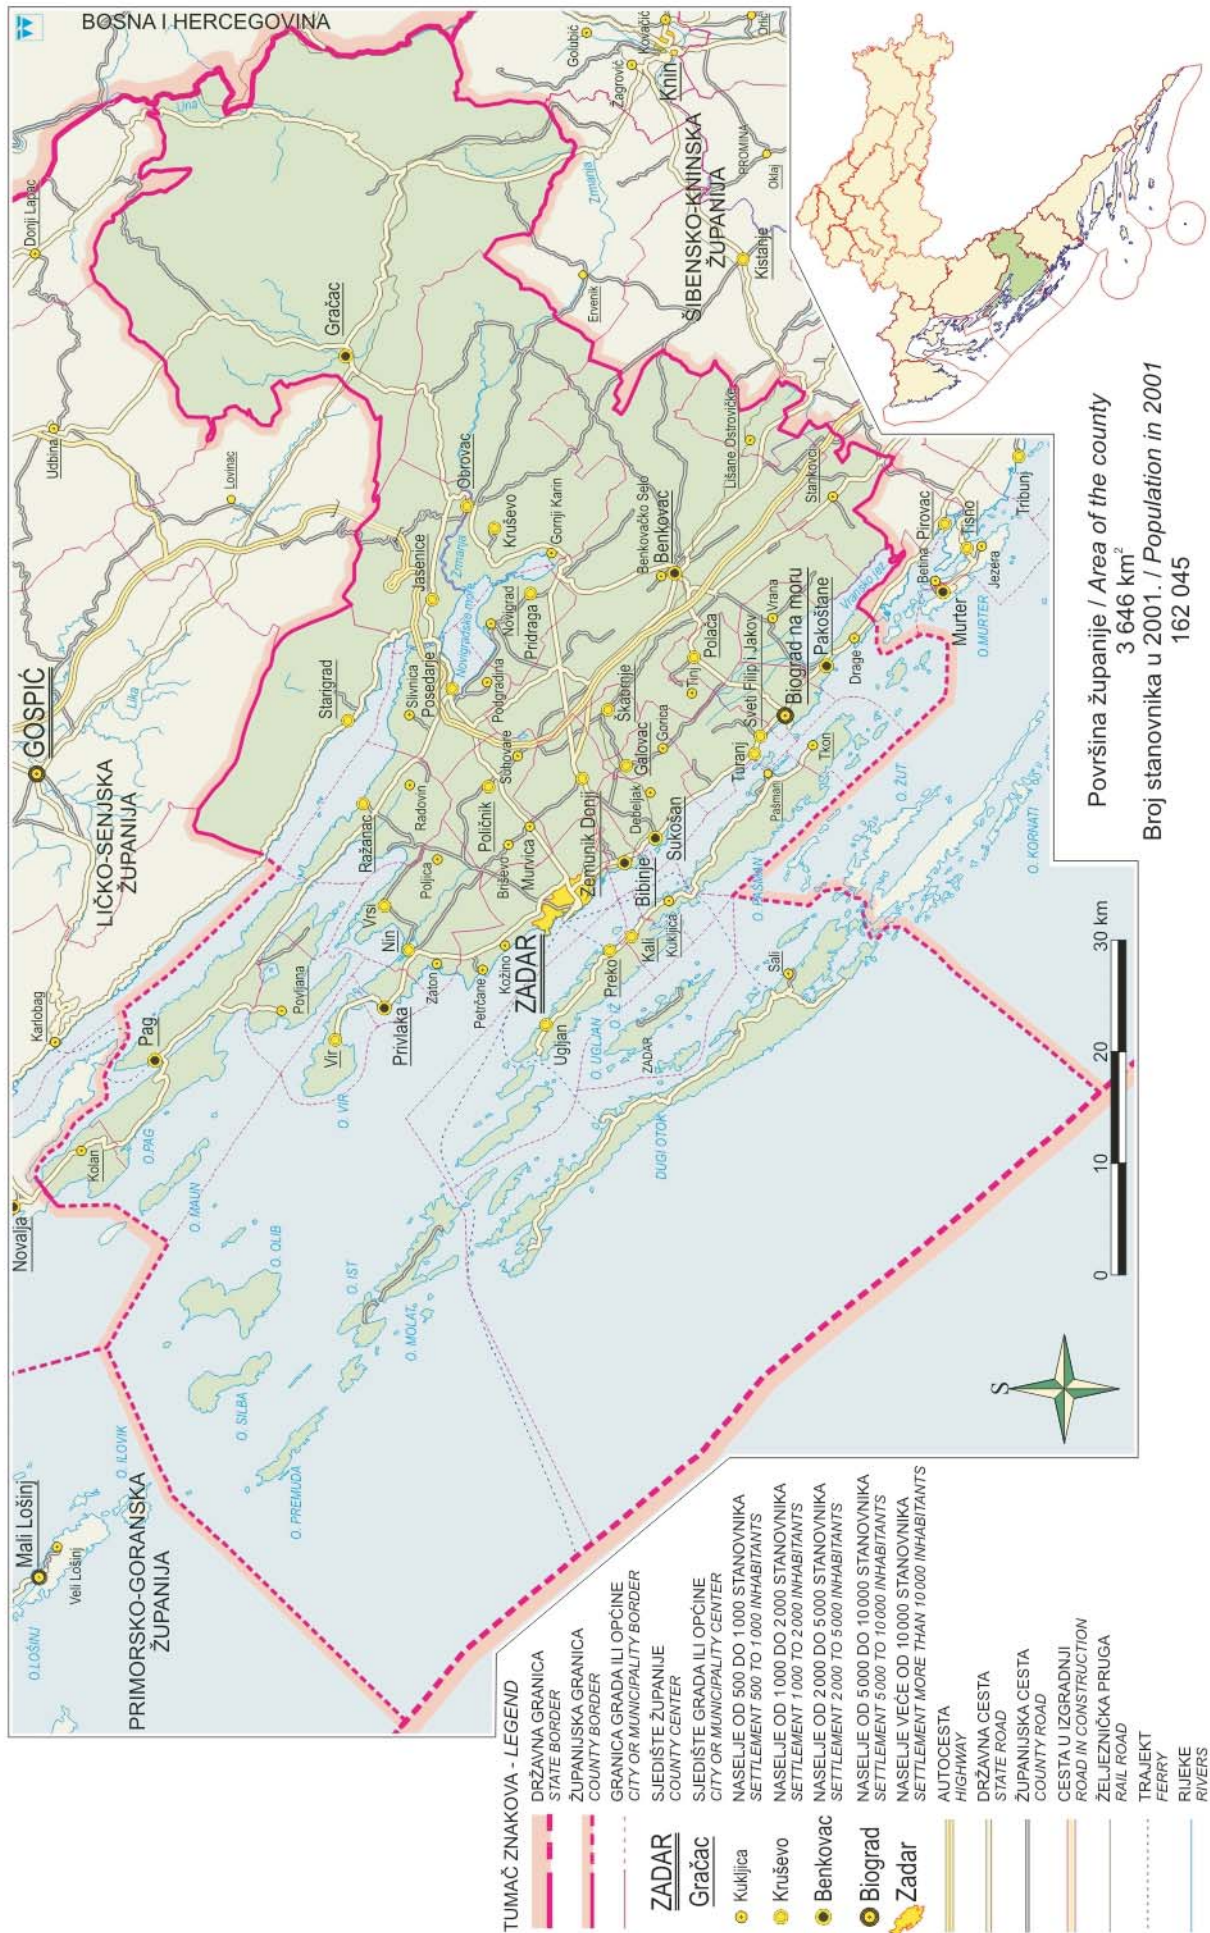 BOSNA I HERCEGOVINA
Golubić
Kovačić
Orlić
Žagrović
Knin
Una
Donji Lapac
Zrmanja
ŠIBENSKO-KNINSKA
ŽUPANIJA
PROMINA
Oklaj
Kistanje
Ervenik
Gračac
Udbina
Lovinac
Obrovac
Kruševo
Gornji Karin
Jasenice
Zrmanja
Novigradsko more
Novigrad
Pridraga
Lišane Ostrovičke
Stankovci
Benkovačko Selo
Benkovac
Pirovac
Tisno
Tribunj
Betina
Jezera
Murter
O.MURTER
Vransko jez.
Vrana
Pakoštane
Drage
Biograd na moru
Sveti Filip i Jakov
Turanj
Polača
Tinj
Škabrnje
Gorica
Galovac
Tkon
Pašman
GOSPIĆ
LIČKO-SENJSKA
ŽUPANIJA
Lika
Starigrad
Slivnica
Posedarje
Podgradina
Suhovare
Ražanac
Radovin
Poličnik
Poljica
Briševo
Murvica
Zemunik Donji
Debeljak
Sukošan
Bibinje
Karlobag
Pag
Povljana
Vrsi
Nin
Zaton
Privlaka
Vir
Petrčane
Kožino
ZADAR
Preko
Kali
Kukljica
Ugljan
O. UGLJAN
O. IŽ
ZADAR
Sali
O. PAŠMAN
O. ŽUT
O. KORNATI
Novalja
Kolan
O.PAG
O. MAUN
O. VIR
O. OLIB
O. IST
O. MOLAT
O. SILBA
O. PREMUDA
DUGI OTOK
Mali Lošinj
Veli Lošinj
O.LOŠINJ
O. ILOVIK
PRIMORSKO-GORANSKA
ŽUPANIJA
S
0 10 20 30 km
Površina županije / Area of the county
3 646 km²
Broj stanovnika u 2001. / Population in 2001
162 045
TUMAČ ZNAKOVA - LEGEND
DRŽAVNA GRANICA
STATE BORDER
ŽUPANIJSKA GRANICA
COUNTY BORDER
GRANICA GRADA ILI OPĆINE
CITY OR MUNICIPALITY BORDER
ZADAR
SJEDIŠTE ŽUPANIJE
COUNTY CENTER
Gračac
SJEDIŠTE GRADA ILI OPĆINE
CITY OR MUNICIPALITY CENTER
Kukljica
NASELJE OD 500 DO 1 000 STANOVNIKA
SETTLEMENT 500 TO 1 000 INHABITANTS
Kruševo
NASELJE OD 1 000 DO 2 000 STANOVNIKA
SETTLEMENT 1 000 TO 2 000 INHABITANTS
Benkovac
NASELJE OD 2 000 DO 5 000 STANOVNIKA
SETTLEMENT 2 000 TO 5 000 INHABITANTS
Biograd
NASELJE OD 5 000 DO 10 000 STANOVNIKA
SETTLEMENT 5 000 TO 10 000 INHABITANTS
Zadar
NASELJE VEĆE OD 10 000 STANOVNIKA
SETTLEMENT MORE THAN 10 000 INHABITANTS
AUTOCESTA
HIGHWAY
DRŽAVNA CESTA
STATE ROAD
ŽUPANIJSKA CESTA
COUNTY ROAD
CESTA U IZGRADNJI
ROAD IN CONSTRUCTION
ŽELJEZNIČKA PRUGA
RAIL ROAD
TRAJEKT
FERRY
RIJEKE
RIVERS